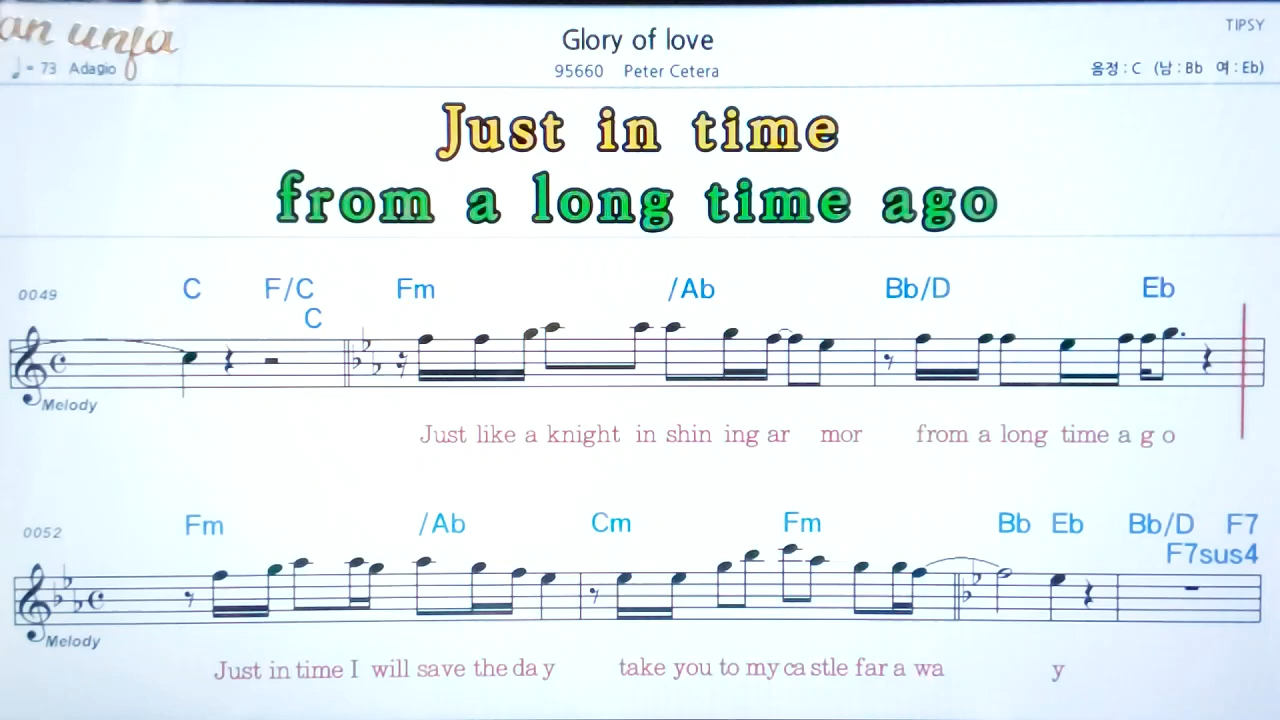 TIPSY
Glory of love
♩= 73 Adagio
95660 Peter Cetera
음정 : C (남 : Bb 여 : Eb)
Just in time
from a long time ago
0049 C F/C Fm /Ab Bb/D Eb
C
Melody
Just like a knight in shin ing ar mor from a long time a g o
0052 Fm /Ab Cm Fm Bb Eb Bb/D F7
F7sus4
Melody
Just in time I will save the da y take you to my ca stle far a wa y